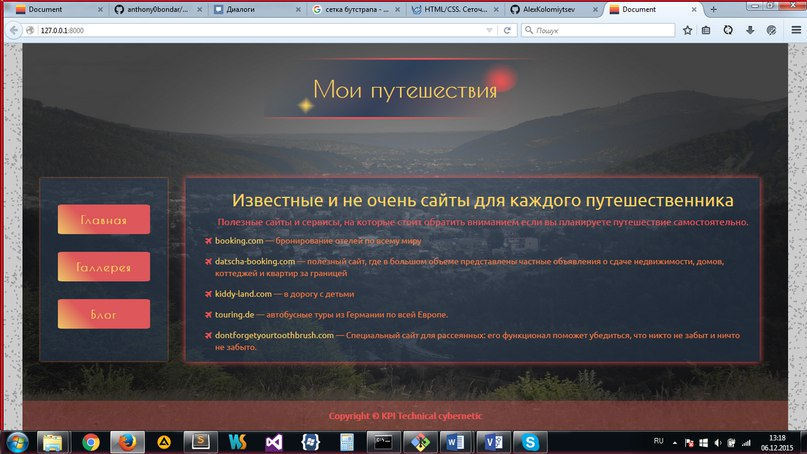 Document
anthony0bondar/...
Диалоги
сетка бутстрапа - ...
HTML/CSS. Сеточ...
AlexKolomiytsev
Document
127.0.0.1:8000
Поиск
Мои путешествия
Главная
Галлерея
Блог
Известные и не очень сайты для каждого путешественника
Полезные сайты и сервисы, на которые стоит обратить вниманием если вы планируете путешествие самостоятельно.
booking.com — бронирование отелей по всему миру
datscha-booking.com — полезный сайт, где в большом объеме представлены частные объявления о сдаче недвижимости, домов,
коттеджей и квартир за границей
kiddy-land.com — в дорогу с детьми
touring.de — автобусные туры из Германии по всей Европе.
dontforgetyourtoothbrush.com — Специальный сайт для рассеянных: его функционал поможет убедиться, что никто не забыт и ничто
не забыто.
Copyright © KPI Technical cybernetic
RU
13:18
06.12.2015